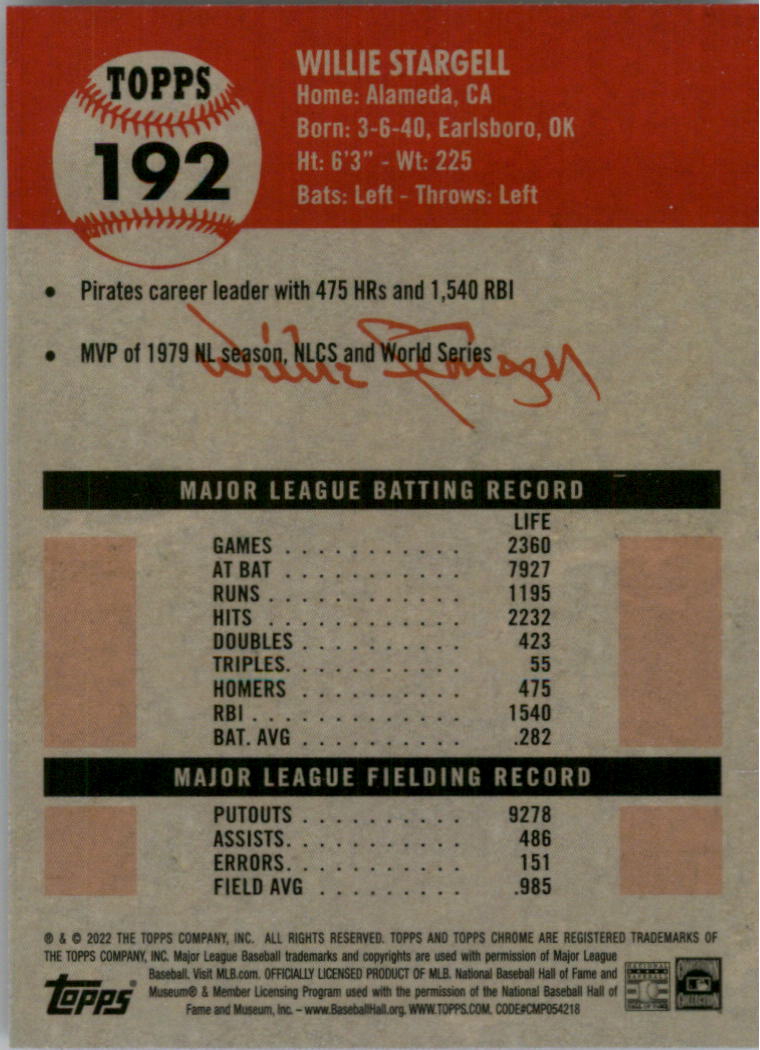 TOPPS
192
WILLIE STARGELL
Home: Alameda, CA
Born: 3-6-40, Earlsboro, OK
Ht: 6'3" - Wt: 225
Bats: Left - Throws: Left
• Pirates career leader with 475 HRs and 1,540 RBI
• MVP of 1979 NL season, NLCS and World Series
Willie Stargell
MAJOR LEAGUE BATTING RECORD
LIFE
GAMES . . . . . . . . . . . 2360
AT BAT . . . . . . . . . . . 7927
RUNS . . . . . . . . . . . . 1195
HITS . . . . . . . . . . . . 2232
DOUBLES . . . . . . . . . . 423
TRIPLES. . . . . . . . . . . 55
HOMERS . . . . . . . . . . 475
RBI . . . . . . . . . . . . . 1540
BAT. AVG . . . . . . . . . . .282
MAJOR LEAGUE FIELDING RECORD
PUTOUTS . . . . . . . . . . 9278
ASSISTS. . . . . . . . . . . 486
ERRORS. . . . . . . . . . . 151
FIELD AVG . . . . . . . . . .985
® & © 2022 THE TOPPS COMPANY, INC. ALL RIGHTS RESERVED. TOPPS AND TOPPS CHROME ARE REGISTERED TRADEMARKS OF
THE TOPPS COMPANY, INC. Major League Baseball trademarks and copyrights are used with permission of Major League
Baseball. Visit MLB.com. OFFICIALLY LICENSED PRODUCT OF MLB. National Baseball Hall of Fame and
Museum® & Member Licensing Program used with the permission of the National Baseball Hall of
Fame and Museum, Inc. – www.BaseballHall.org. WWW.TOPPS.COM. CODE#CMP054218
topps